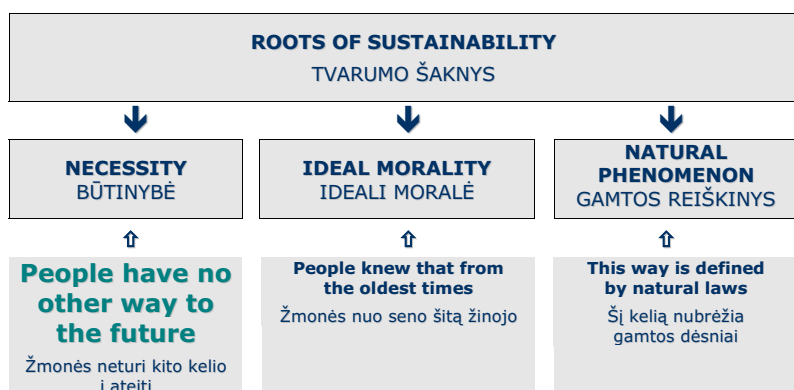 ROOTS OF SUSTAINABILITY
TVARUMO ŠAKNYS
NECESSITY
BŪTINYBĖ
IDEAL MORALITY
IDEALI MORALĖ
NATURAL
PHENOMENON
GAMTOS REIŠKINYS
People have no
other way to
the future
Žmonės neturi kito kelio
į ateitį
People knew that from
the oldest times
Žmonės nuo seno šitą žinojo
This way is defined
by natural laws
Šį kelią nubrėžia
gamtos dėsniai